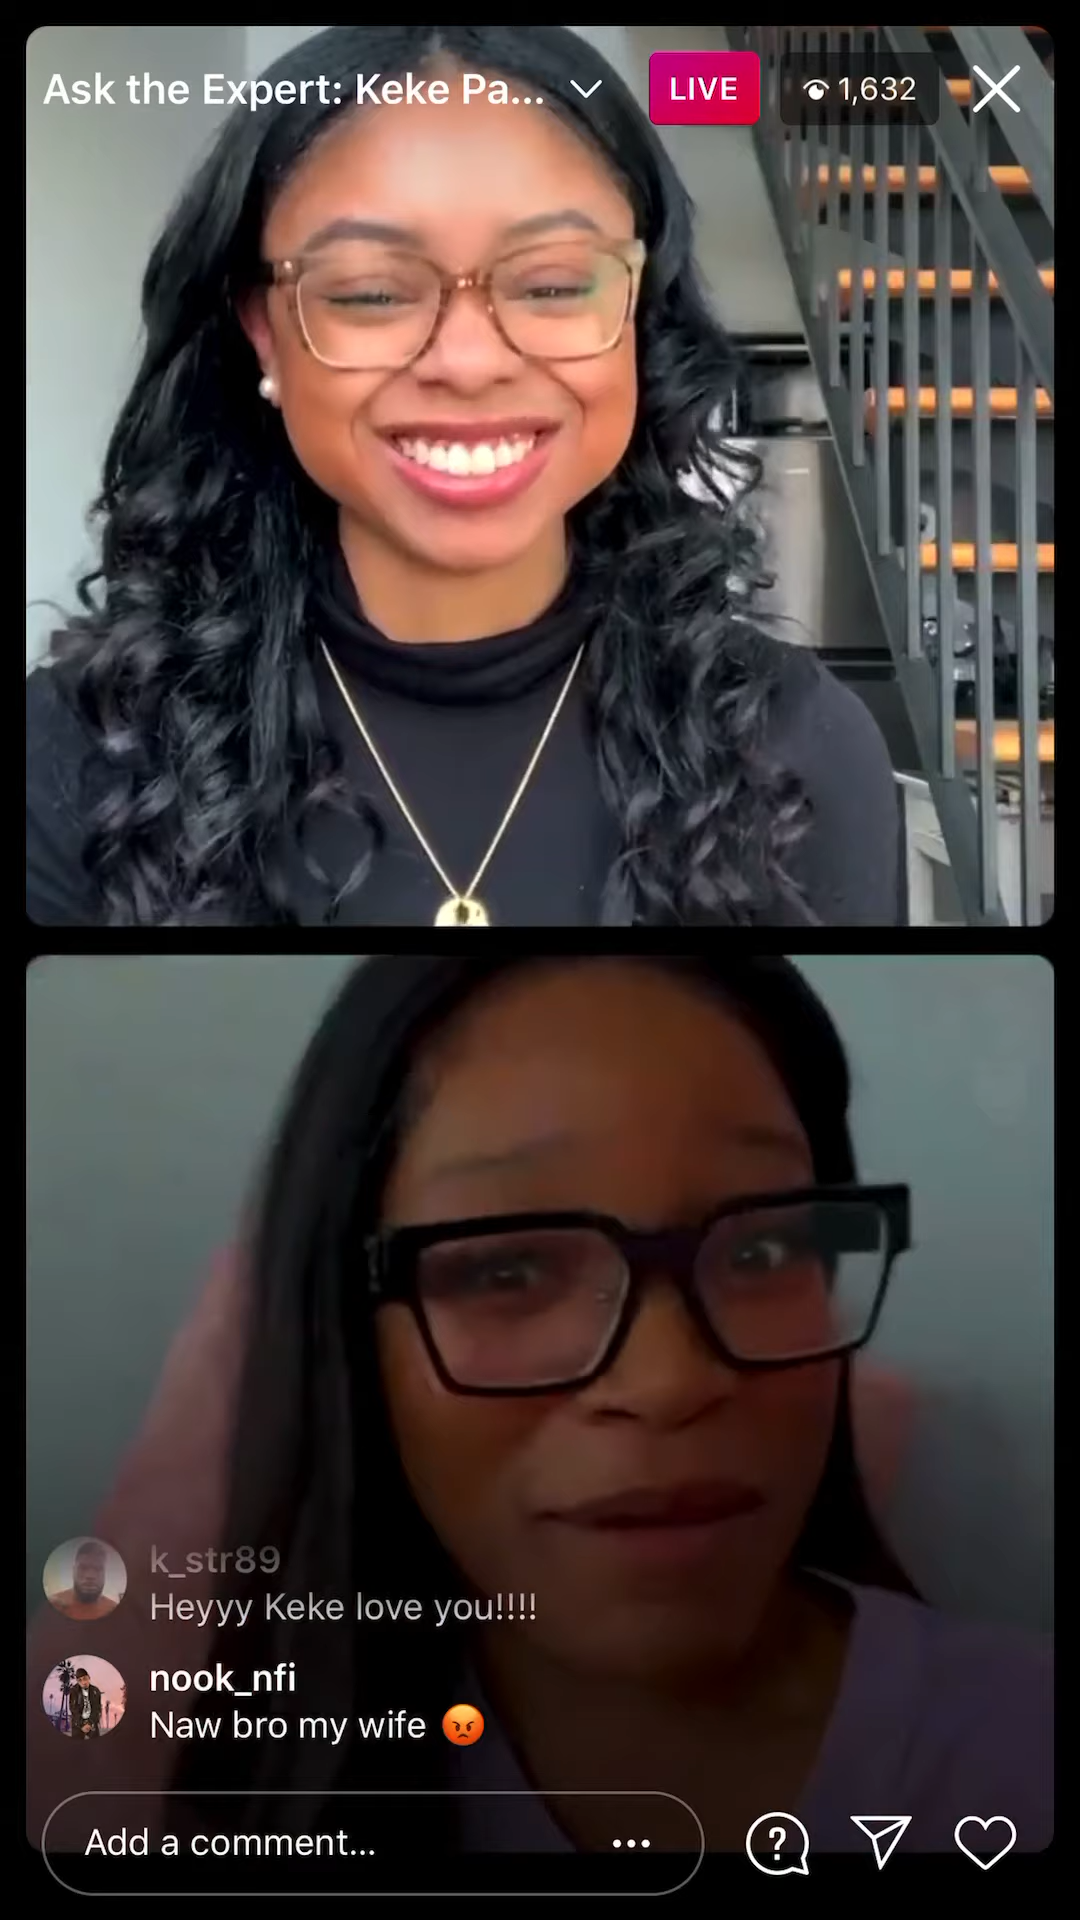 Ask the Expert: Keke Pa...
LIVE
1,632
k_str89
Heyyy Keke love you!!!!
nook_nfi
Naw bro my wife 😡
Add a comment...